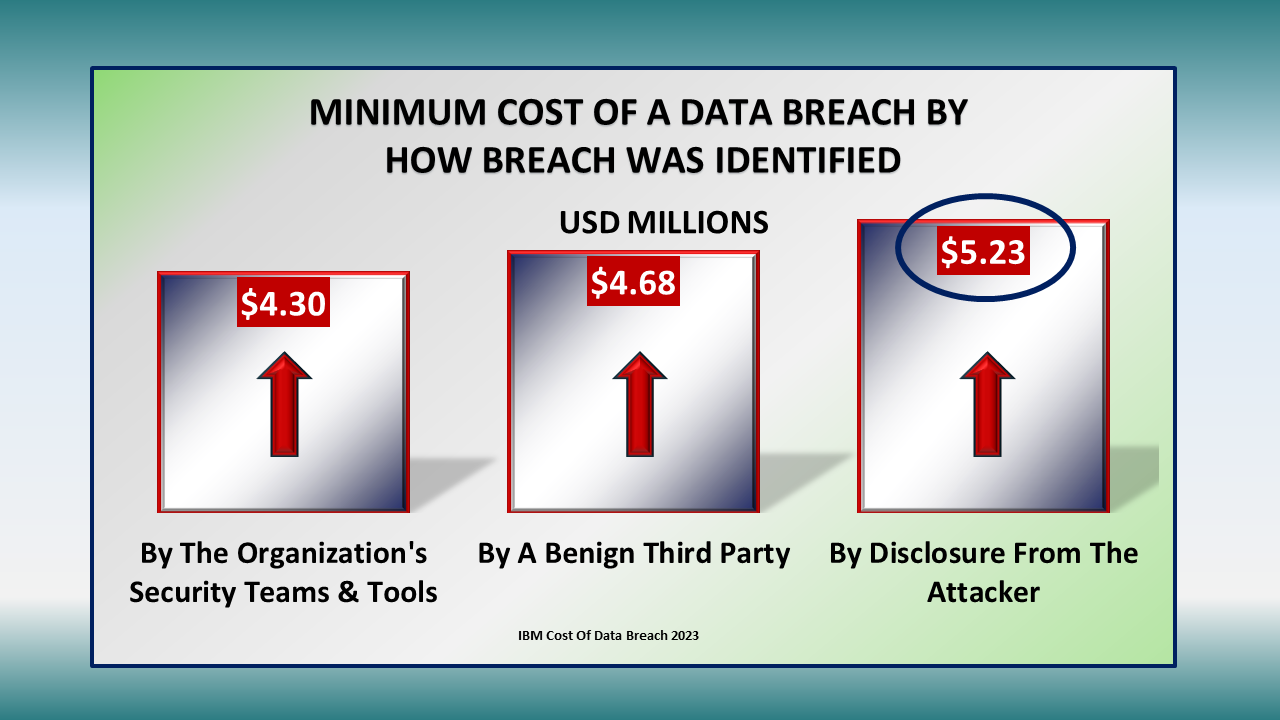 MINIMUM COST OF A DATA BREACH BY
HOW BREACH WAS IDENTIFIED
USD MILLIONS
$4.30
$4.68
$5.23
By The Organization's
Security Teams & Tools
By A Benign Third Party
By Disclosure From The
Attacker
IBM Cost Of Data Breach 2023